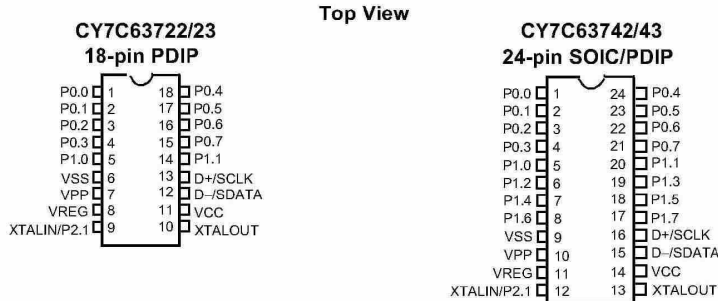 Top View
CY7C63722/23
18-pin PDIP
P0.0 1 18 P0.4
P0.1 2 17 P0.5
P0.2 3 16 P0.6
P0.3 4 15 P0.7
P1.0 5 14 P1.1
VSS 6 13 D+/SCLK
VPP 7 12 D–/SDATA
VREG 8 11 VCC
XTALIN/P2.1 9 10 XTALOUT
CY7C63742/43
24-pin SOIC/PDIP
P0.0 1 24 P0.4
P0.1 2 23 P0.5
P0.2 3 22 P0.6
P0.3 4 21 P0.7
P1.0 5 20 P1.1
P1.2 6 19 P1.3
P1.4 7 18 P1.5
P1.6 8 17 P1.7
VSS 9 16 D+/SCLK
VPP 10 15 D–/SDATA
VREG 11 14 VCC
XTALIN/P2.1 12 13 XTALOUT